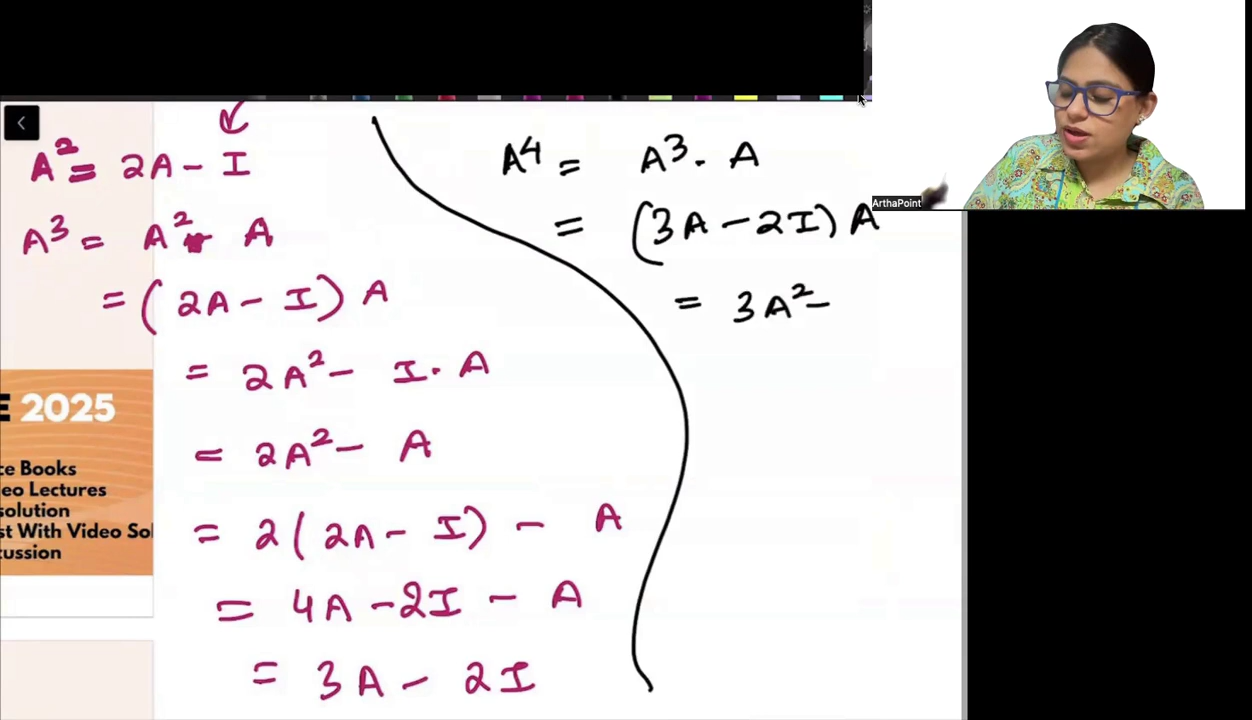 A² = 2A - I
A³ = A² · A
= (2A - I) A
= 2A² - I · A
= 2A² - A
= 2(2A - I) - A
= 4A - 2I - A
= 3A - 2I
A⁴ = A³ · A
= (3A - 2I) A
= 3A² -
ArthaPoint
E 2025
ce Books
eo Lectures
solution
st With Video Sol
cussion